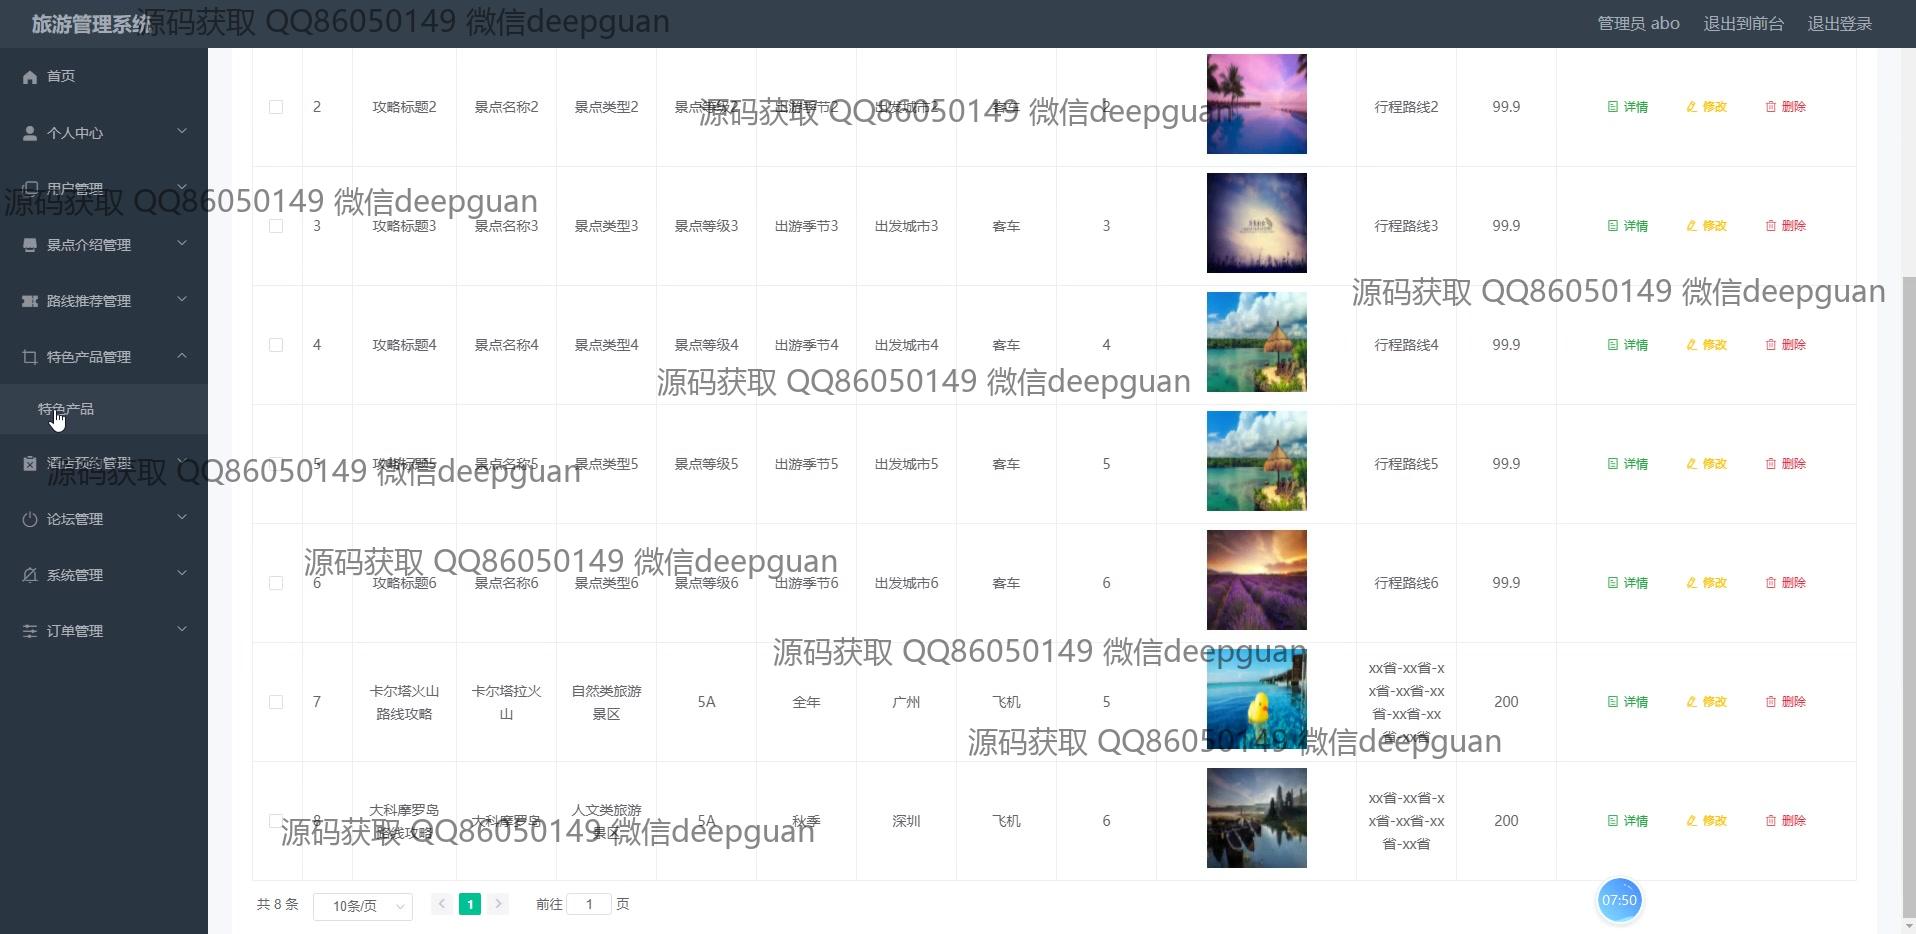 旅游管理系统
源码获取 QQ86050149 微信deepguan
管理员 abo 退出到前台 退出登录
首页
个人中心
用户管理
景点介绍管理
路线推荐管理
特色产品管理
特色产品
酒店预约管理
论坛管理
系统管理
订单管理
2 攻略标题2 景点名称2 景点类型2 景点等级2 出游季节2 出发城市2 客车 2 行程路线2 99.9 详情 修改 删除
源码获取 QQ86050149 微信deepguan
源码获取 QQ86050149 微信deepguan
3 攻略标题3 景点名称3 景点类型3 景点等级3 出游季节3 出发城市3 客车 3 行程路线3 99.9 详情 修改 删除
源码获取 QQ86050149 微信deepguan
4 攻略标题4 景点名称4 景点类型4 景点等级4 出游季节4 出发城市4 客车 4 行程路线4 99.9 详情 修改 删除
源码获取 QQ86050149 微信deepguan
5 攻略标题5 景点名称5 景点类型5 景点等级5 出游季节5 出发城市5 客车 5 行程路线5 99.9 详情 修改 删除
源码获取 QQ86050149 微信deepguan
源码获取 QQ86050149 微信deepguan
6 攻略标题6 景点名称6 景点类型6 景点等级6 出游季节6 出发城市6 客车 6 行程路线6 99.9 详情 修改 删除
源码获取 QQ86050149 微信deepguan
7 卡尔塔火山 卡尔塔拉火 自然类旅游 5A 全年 广州 飞机 5 xx省-xx省-x 200 详情 修改 删除
路线攻略 山 景区 x省-xx省-xx
省-xx省-xx
省-xx省
源码获取 QQ86050149 微信deepguan
8 大科摩罗岛 大科摩罗岛 人文类旅游 5A 秋季 深圳 飞机 6 xx省-xx省-x 200 详情 修改 删除
路线攻略 景区 x省-xx省-xx
省-xx省
源码获取 QQ86050149 微信deepguan
共 8 条 10条/页 1 前往 1 页
07:50